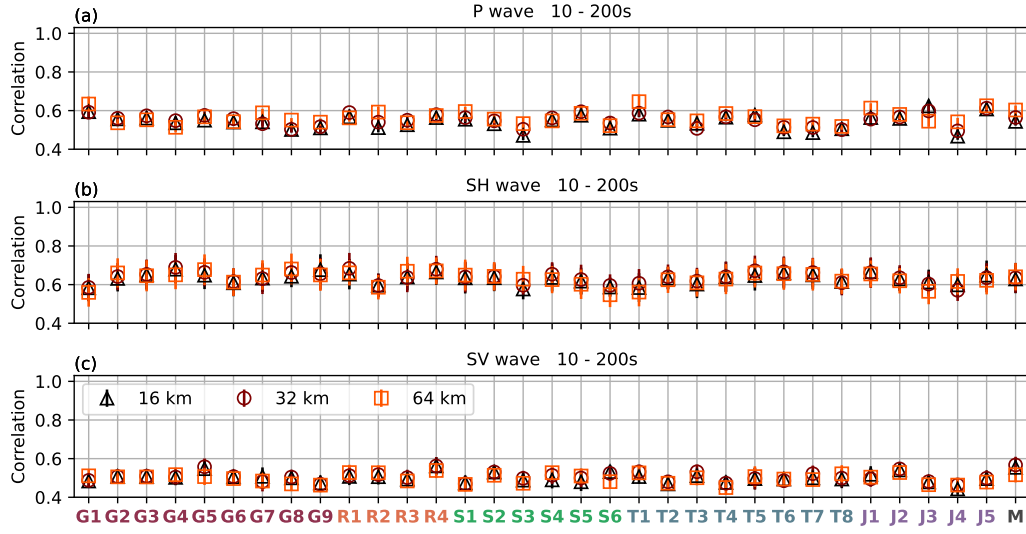 (a) P wave 10 - 200s
1.0
0.8
0.6
0.4
Correlation
(b) SH wave 10 - 200s
1.0
0.8
0.6
0.4
Correlation
(c) SV wave 10 - 200s
1.0
0.8
0.6
0.4
Correlation
16 km 32 km 64 km
G1 G2 G3 G4 G5 G6 G7 G8 G9 R1 R2 R3 R4 S1 S2 S3 S4 S5 S6 T1 T2 T3 T4 T5 T6 T7 T8 J1 J2 J3 J4 J5 M